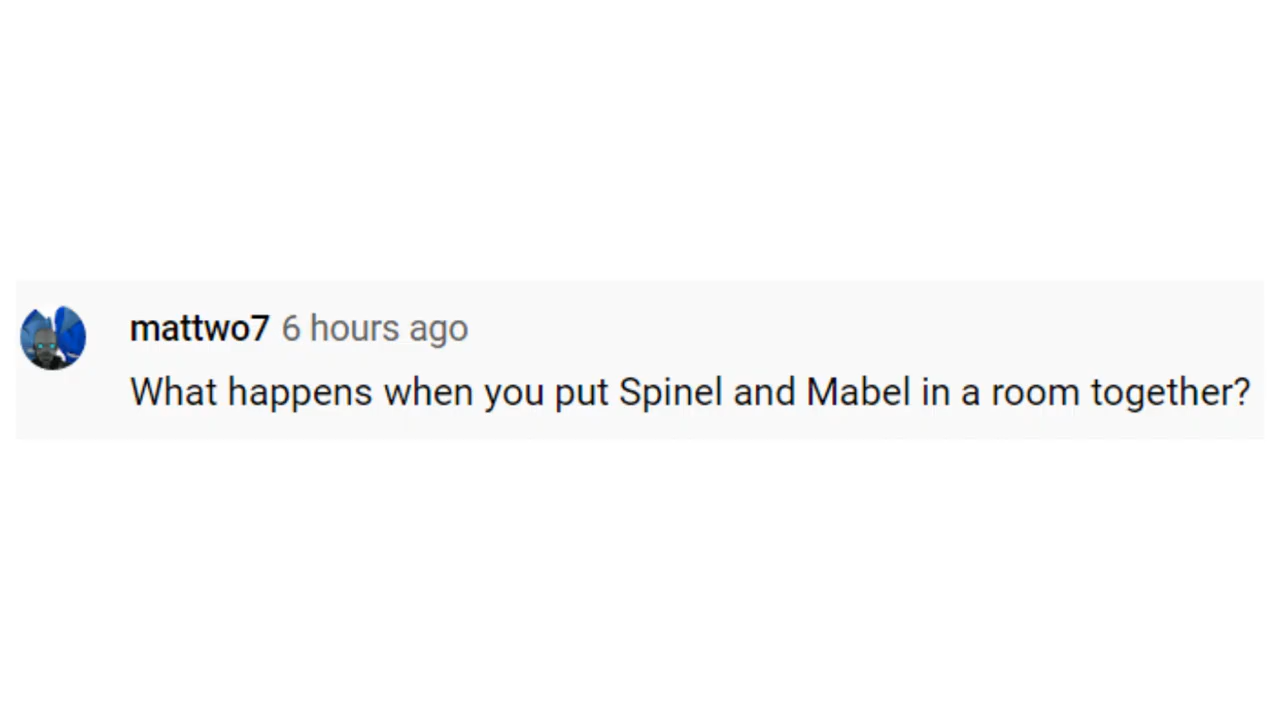 mattwo7 6 hours ago
What happens when you put Spinel and Mabel in a room together?